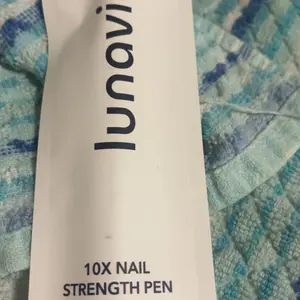 lunavi
10X NAIL
STRENGTH PEN